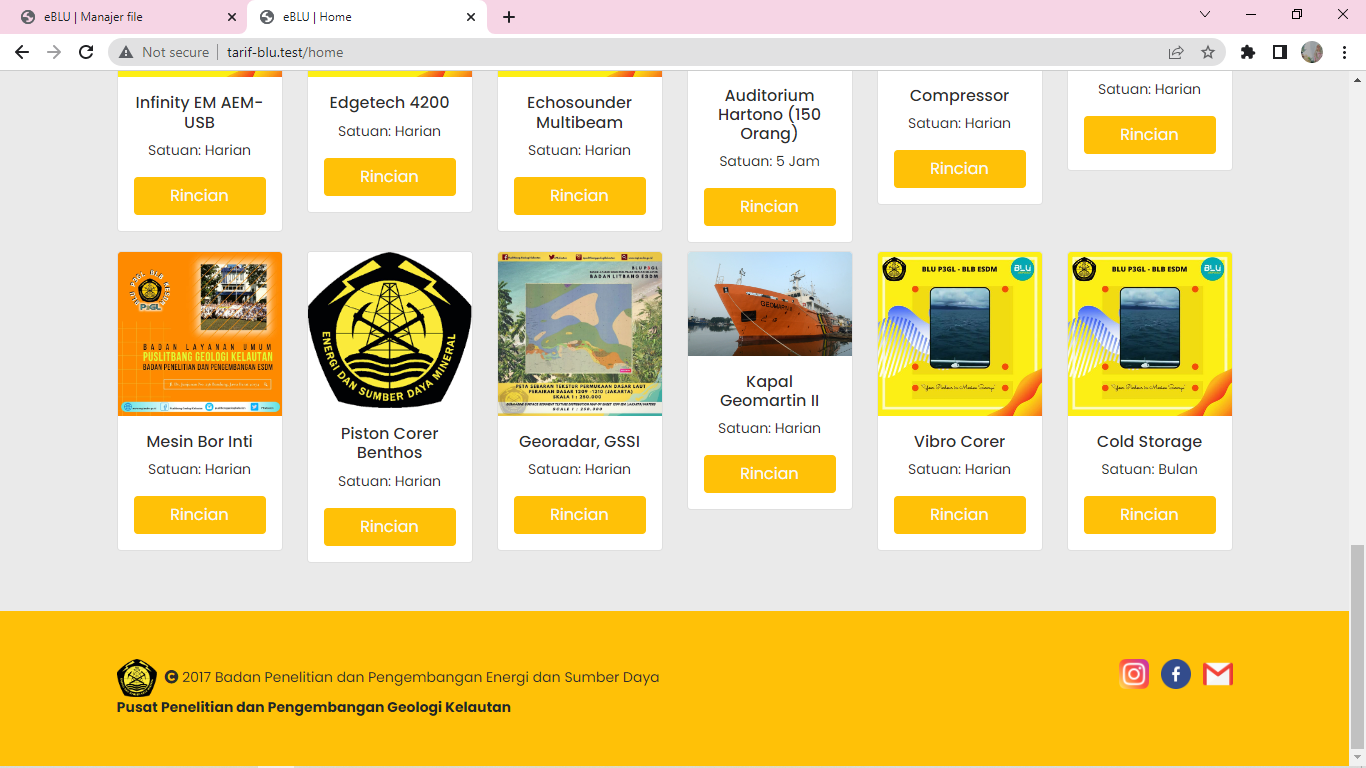 eBLU | Manajer file
eBLU | Home
Not secure
tarif-blu.test/home
Infinity EM AEM-
USB
Satuan: Harian
Rincian
Edgetech 4200
Satuan: Harian
Rincian
Echosounder
Multibeam
Satuan: Harian
Rincian
Auditorium
Hartono (150
Orang)
Satuan: 5 Jam
Rincian
Compressor
Satuan: Harian
Rincian
Satuan: Harian
Rincian
BADAN LAYANAN UMUM
PUSLITBANG GEOLOGI KELAUTAN
BADAN PENELITIAN DAN PENGEMBANGAN ESDM
Mesin Bor Inti
Satuan: Harian
Rincian
ENERGI DAN SUMBER DAYA MINERAL
Piston Corer
Benthos
Satuan: Harian
Rincian
BLU P3GL
BADAN LITBANG ESDM
PETA SEBARAN TEKSTUR PERMUKAAN DASAR LAUT
PERAIRAN DASAR 1209 -1210 (JAKARTA)
SKALA 1 : 250.000
Georadar, GSSI
Satuan: Harian
Rincian
Kapal
Geomartin II
Satuan: Harian
Rincian
BLU P3GL - BLB ESDM
BLU
Vibro Corer
Satuan: Harian
Rincian
BLU P3GL - BLB ESDM
BLU
Cold Storage
Satuan: Bulan
Rincian
© 2017 Badan Penelitian dan Pengembangan Energi dan Sumber Daya
Pusat Penelitian dan Pengembangan Geologi Kelautan